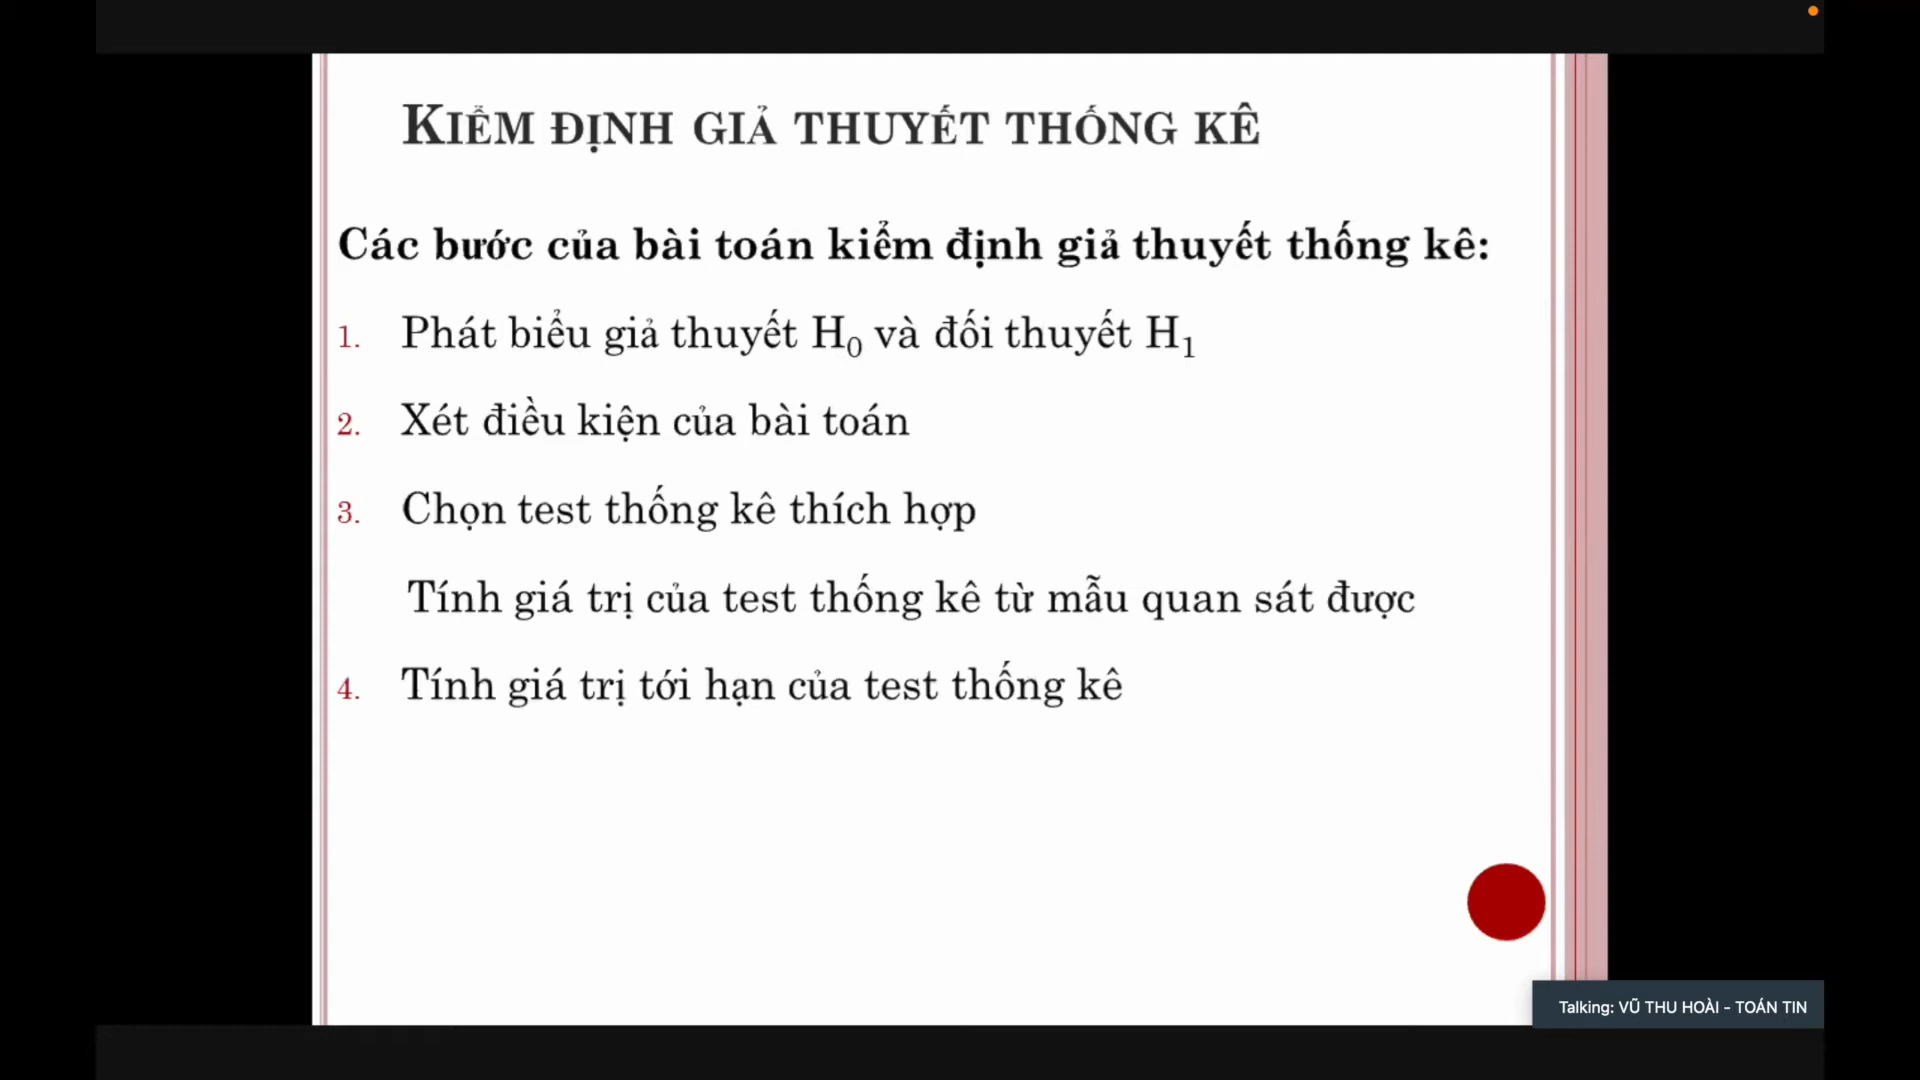 KIỂM ĐỊNH GIẢ THUYẾT THỐNG KÊ
Các bước của bài toán kiểm định giả thuyết thống kê:
1. Phát biểu giả thuyết H₀ và đối thuyết H₁
2. Xét điều kiện của bài toán
3. Chọn test thống kê thích hợp
Tính giá trị của test thống kê từ mẫu quan sát được
4. Tính giá trị tới hạn của test thống kê
Talking: VŨ THU HOÀI - TOÁN TIN